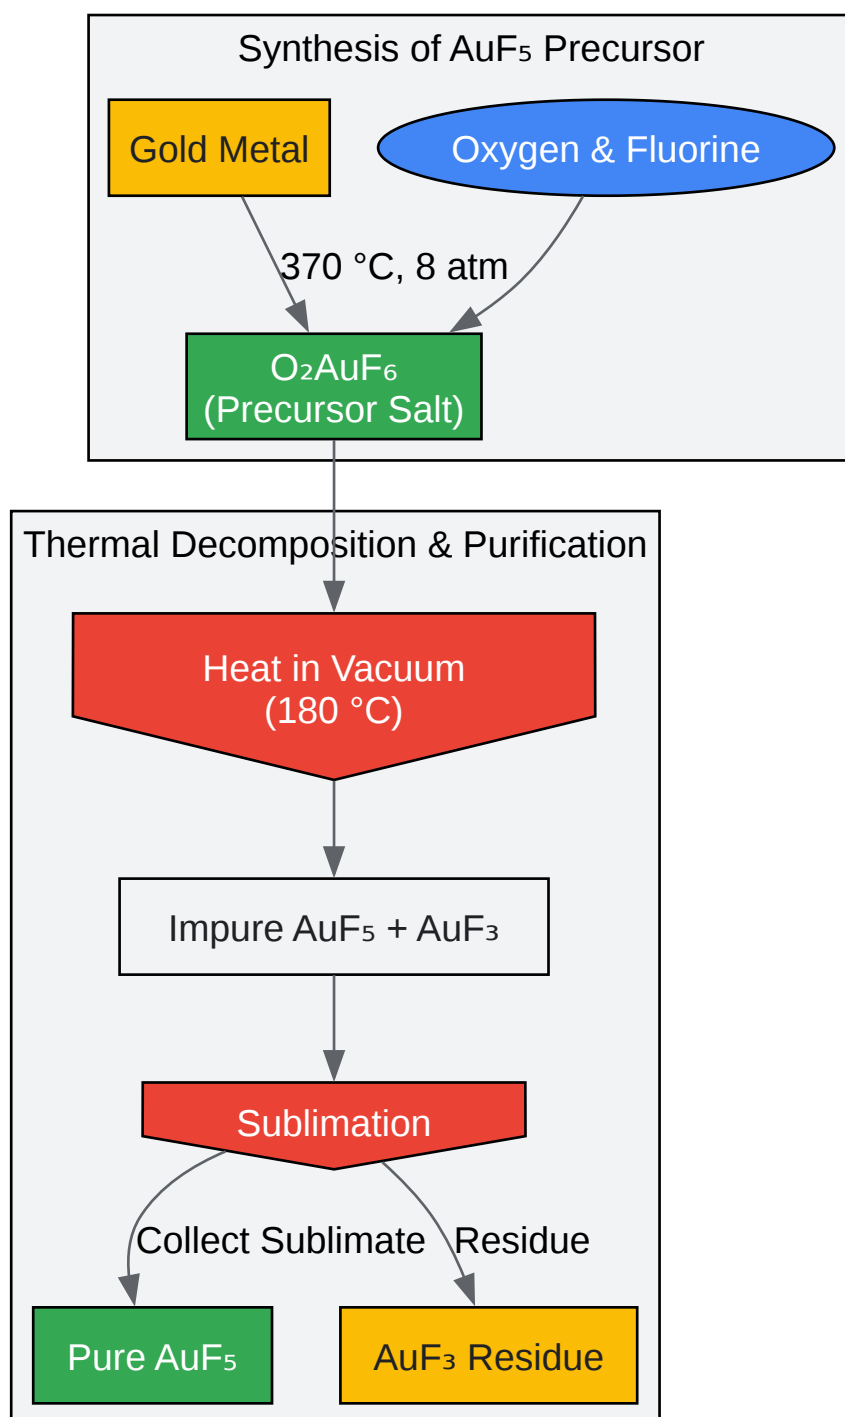 Synthesis of AuF₅ Precursor
Gold Metal
Oxygen & Fluorine
370 °C, 8 atm
O₂AuF₆
(Precursor Salt)
Thermal Decomposition & Purification
Heat in Vacuum
(180 °C)
Impure AuF₅ + AuF₃
Sublimation
Collect Sublimate
Residue
Pure AuF₅
AuF₃ Residue